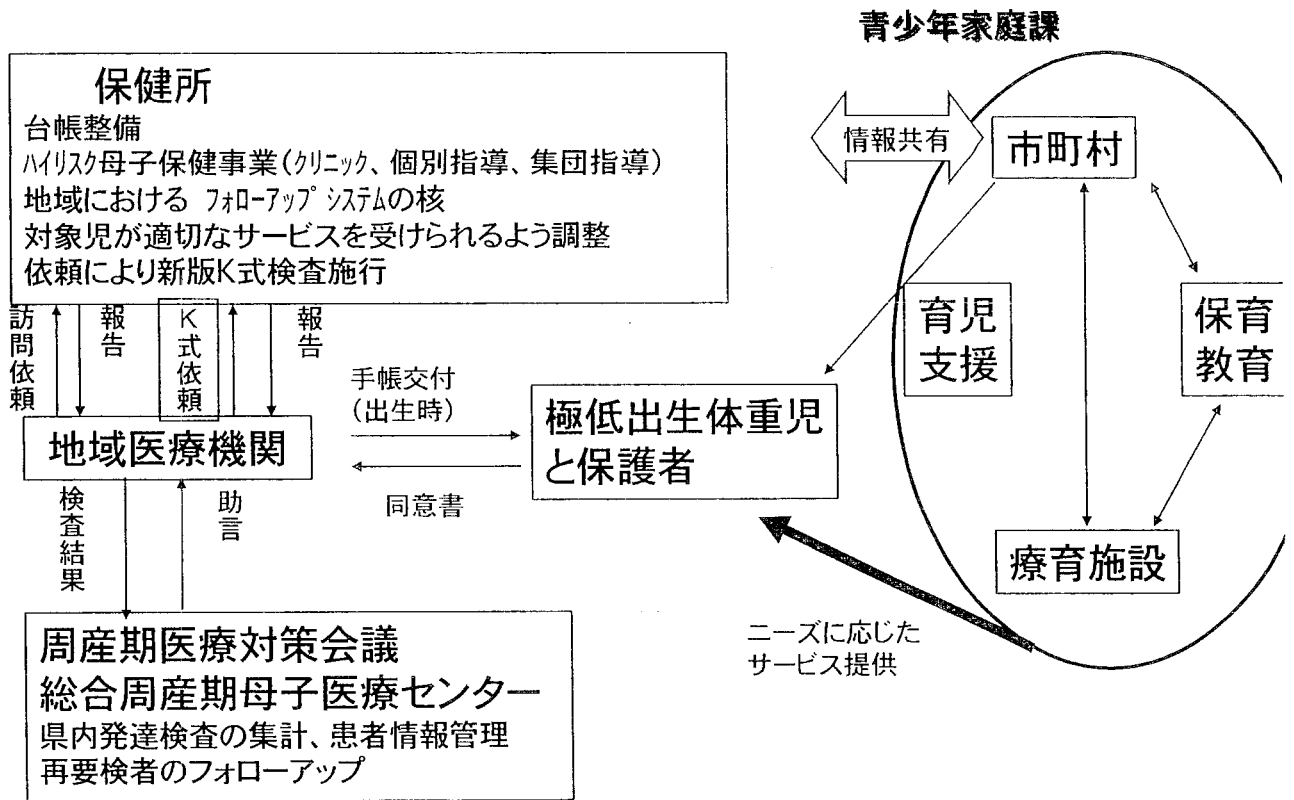 青少年家庭課
保健所
台帳整備
ハイリスク母子保健事業(クリニック、個別指導、集団指導)
地域における フォローアップ システムの核
対象児が適切なサービスを受けられるよう調整
依頼により新版K式検査施行
情報共有
市町村
育児
支援
保育
教育
療育施設
訪問依頼
報告
K式依頼
報告
手帳交付
(出生時)
同意書
極低出生体重児
と保護者
地域医療機関
検査結果
助言
ニーズに応じた
サービス提供
周産期医療対策会議
総合周産期母子医療センター
県内発達検査の集計、患者情報管理
再要検者のフォローアップ